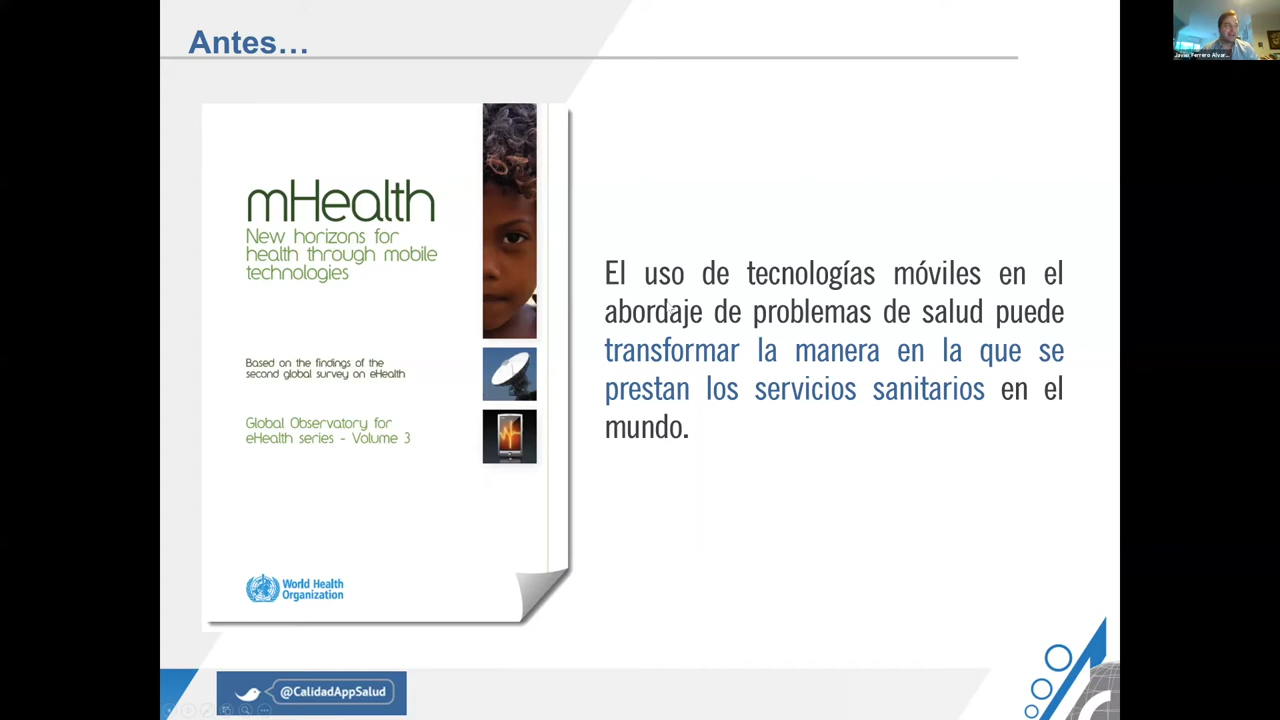 Antes…
mHealth
New horizons for
health through mobile
technologies
Based on the findings of the
second global survey on eHealth
Global Observatory for
eHealth series - Volume 3
World Health
Organization
El uso de tecnologías móviles en el
abordaje de problemas de salud puede
transformar la manera en la que se
prestan los servicios sanitarios en el
mundo.
@CalidadAppSalud
Javier Ferrero Alvar...